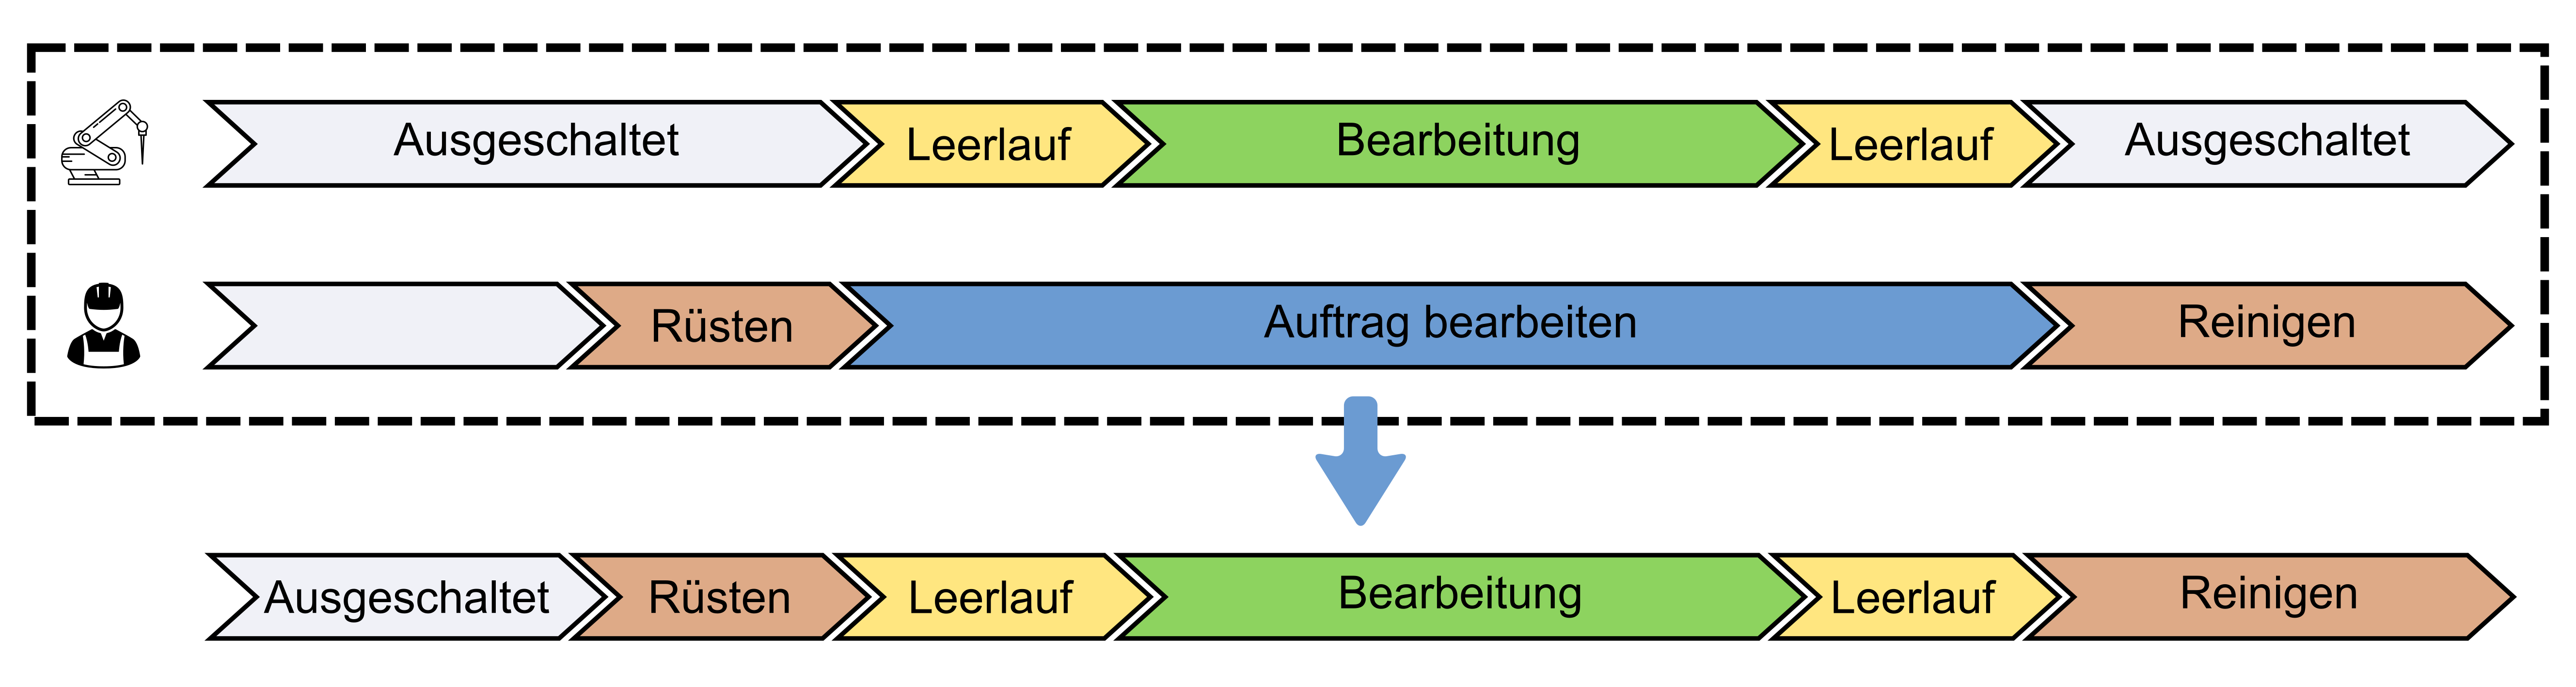 Ausgeschaltet
Leerlauf
Bearbeitung
Leerlauf
Ausgeschaltet
Rüsten
Auftrag bearbeiten
Reinigen
Ausgeschaltet
Rüsten
Leerlauf
Bearbeitung
Leerlauf
Reinigen